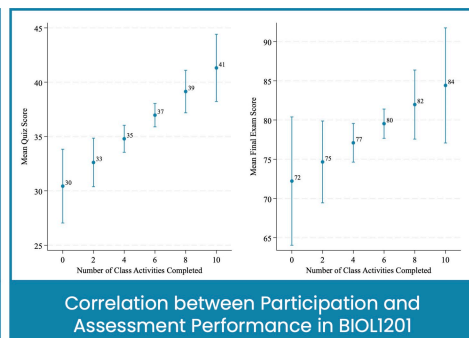 45
40
35
30
25
Mean Quiz Score
30
33
35
37
39
41
0 2 4 6 8 10
Number of Class Activities Completed
90
85
80
75
70
65
Mean Final Exam Score
72
75
77
80
82
84
0 2 4 6 8 10
Number of Class Activities Completed
Correlation between Participation and
Assessment Performance in BIOL1201